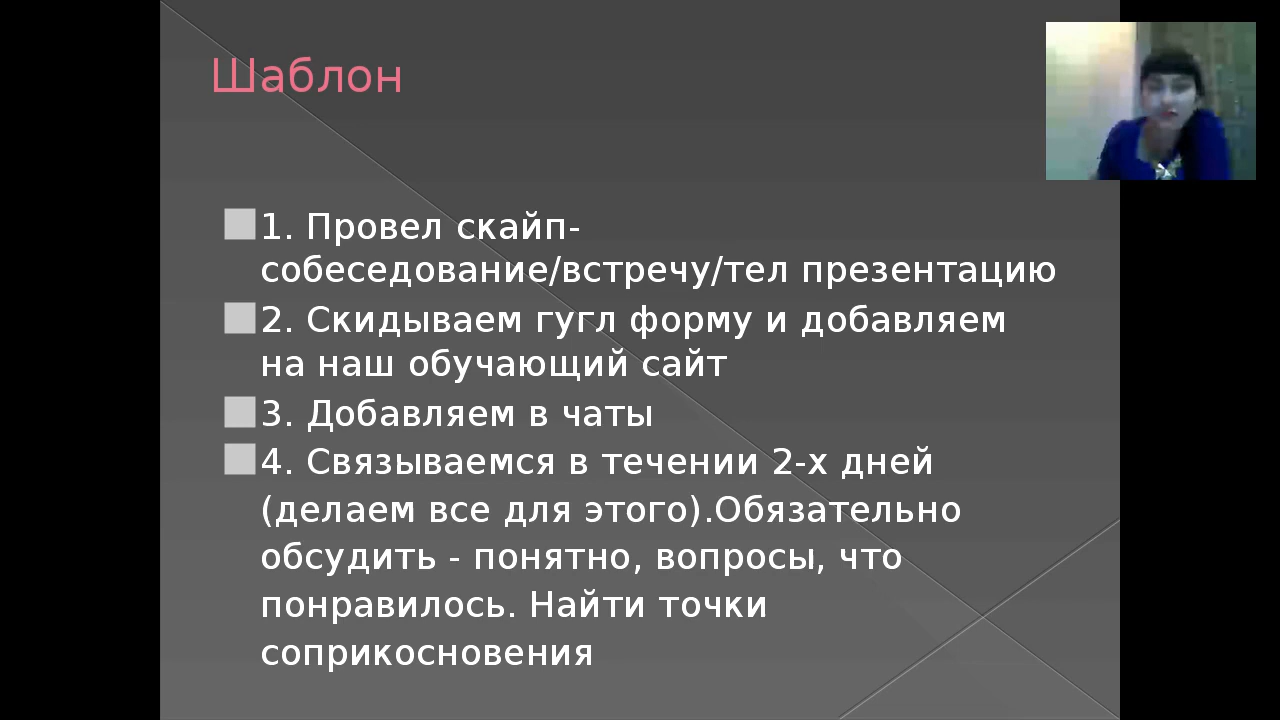 Шаблон
1. Провел скайп-
собеседование/встречу/тел презентацию
2. Скидываем гугл форму и добавляем
на наш обучающий сайт
3. Добавляем в чаты
4. Связываемся в течении 2-х дней
(делаем все для этого).Обязательно
обсудить - понятно, вопросы, что
понравилось. Найти точки
соприкосновения